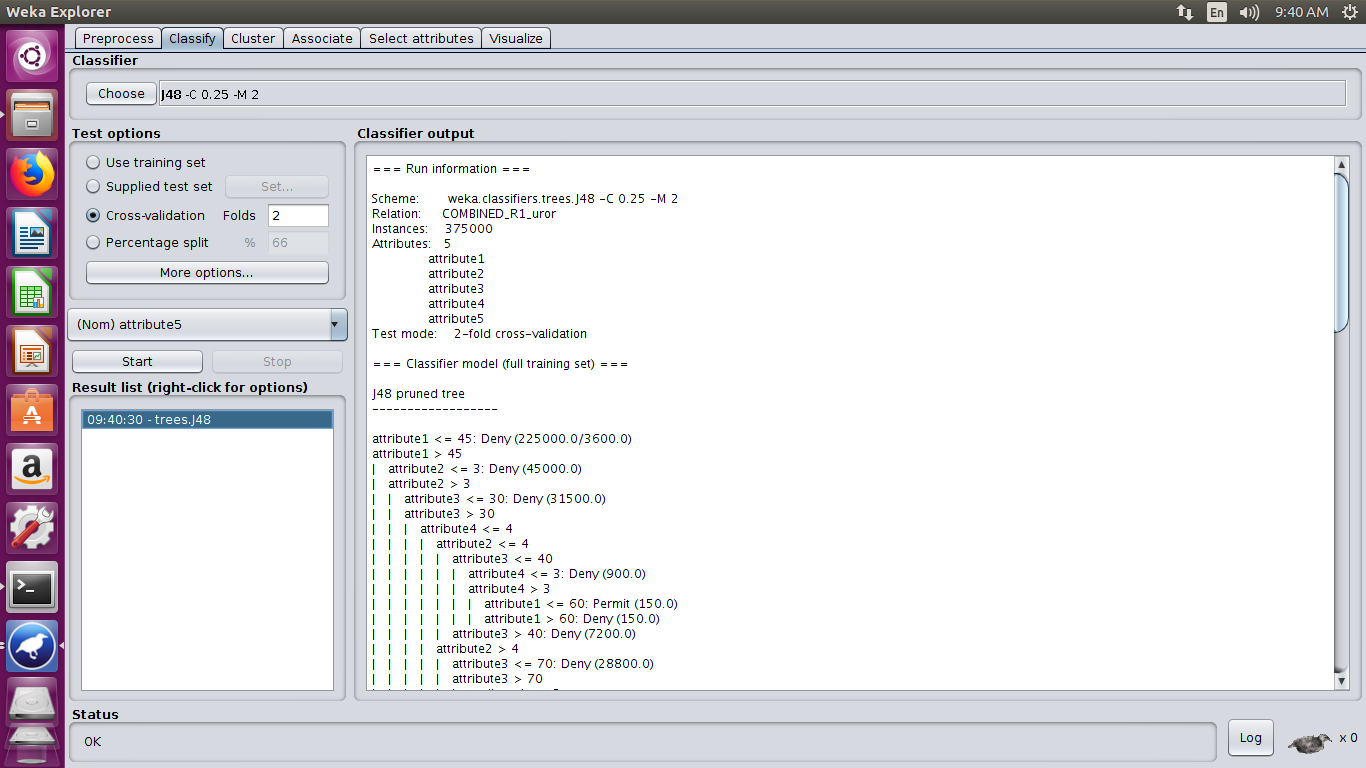 Weka Explorer
En
9:40 AM
Preprocess Classify Cluster Associate Select attributes Visualize
Classifier
Choose J48 -C 0.25 -M 2
Test options
Use training set
Supplied test set Set...
Cross-validation Folds 2
Percentage split % 66
More options...
(Nom) attribute5
Start Stop
Result list (right-click for options)
09:40:30 - trees.J48
Classifier output
=== Run information ===
Scheme: weka.classifiers.trees.J48 -C 0.25 -M 2
Relation: COMBINED_R1_uror
Instances: 375000
Attributes: 5
attribute1
attribute2
attribute3
attribute4
attribute5
Test mode: 2-fold cross-validation
=== Classifier model (full training set) ===
J48 pruned tree
------------------
attribute1 <= 45: Deny (225000.0/3600.0)
attribute1 > 45
| attribute2 <= 3: Deny (45000.0)
| attribute2 > 3
| | attribute3 <= 30: Deny (31500.0)
| | attribute3 > 30
| | | attribute4 <= 4
| | | | attribute2 <= 4
| | | | | attribute3 <= 40
| | | | | | attribute4 <= 3: Deny (900.0)
| | | | | | attribute4 > 3
| | | | | | | attribute1 <= 60: Permit (150.0)
| | | | | | | attribute1 > 60: Deny (150.0)
| | | | | attribute3 > 40: Deny (7200.0)
| | | | attribute2 > 4
| | | | | attribute3 <= 70: Deny (28800.0)
| | | | | attribute3 > 70
Status
OK
Log
x 0